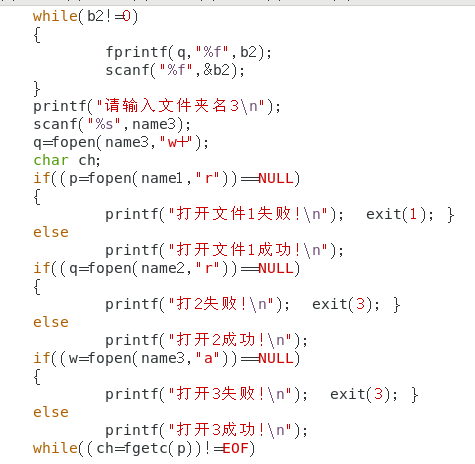 while(b2!=0)
{
fprintf(q,"%f",b2);
scanf("%f",&b2);
}
printf("请输入文件夹名3\n");
scanf("%s",name3);
q=fopen(name3,"w+");
char ch;
if((p=fopen(name1,"r"))==NULL)
{
printf("打开文件1失败!\n");  exit(1); }
else
printf("打开文件1成功!\n");
if((q=fopen(name2,"r"))==NULL)
{
printf("打2失败!\n");  exit(3); }
else
printf("打开2成功!\n");
if((w=fopen(name3,"a"))==NULL)
{
printf("打开3失败!\n");  exit(3); }
else
printf("打开3成功!\n");
while((ch=fgetc(p))!=EOF)